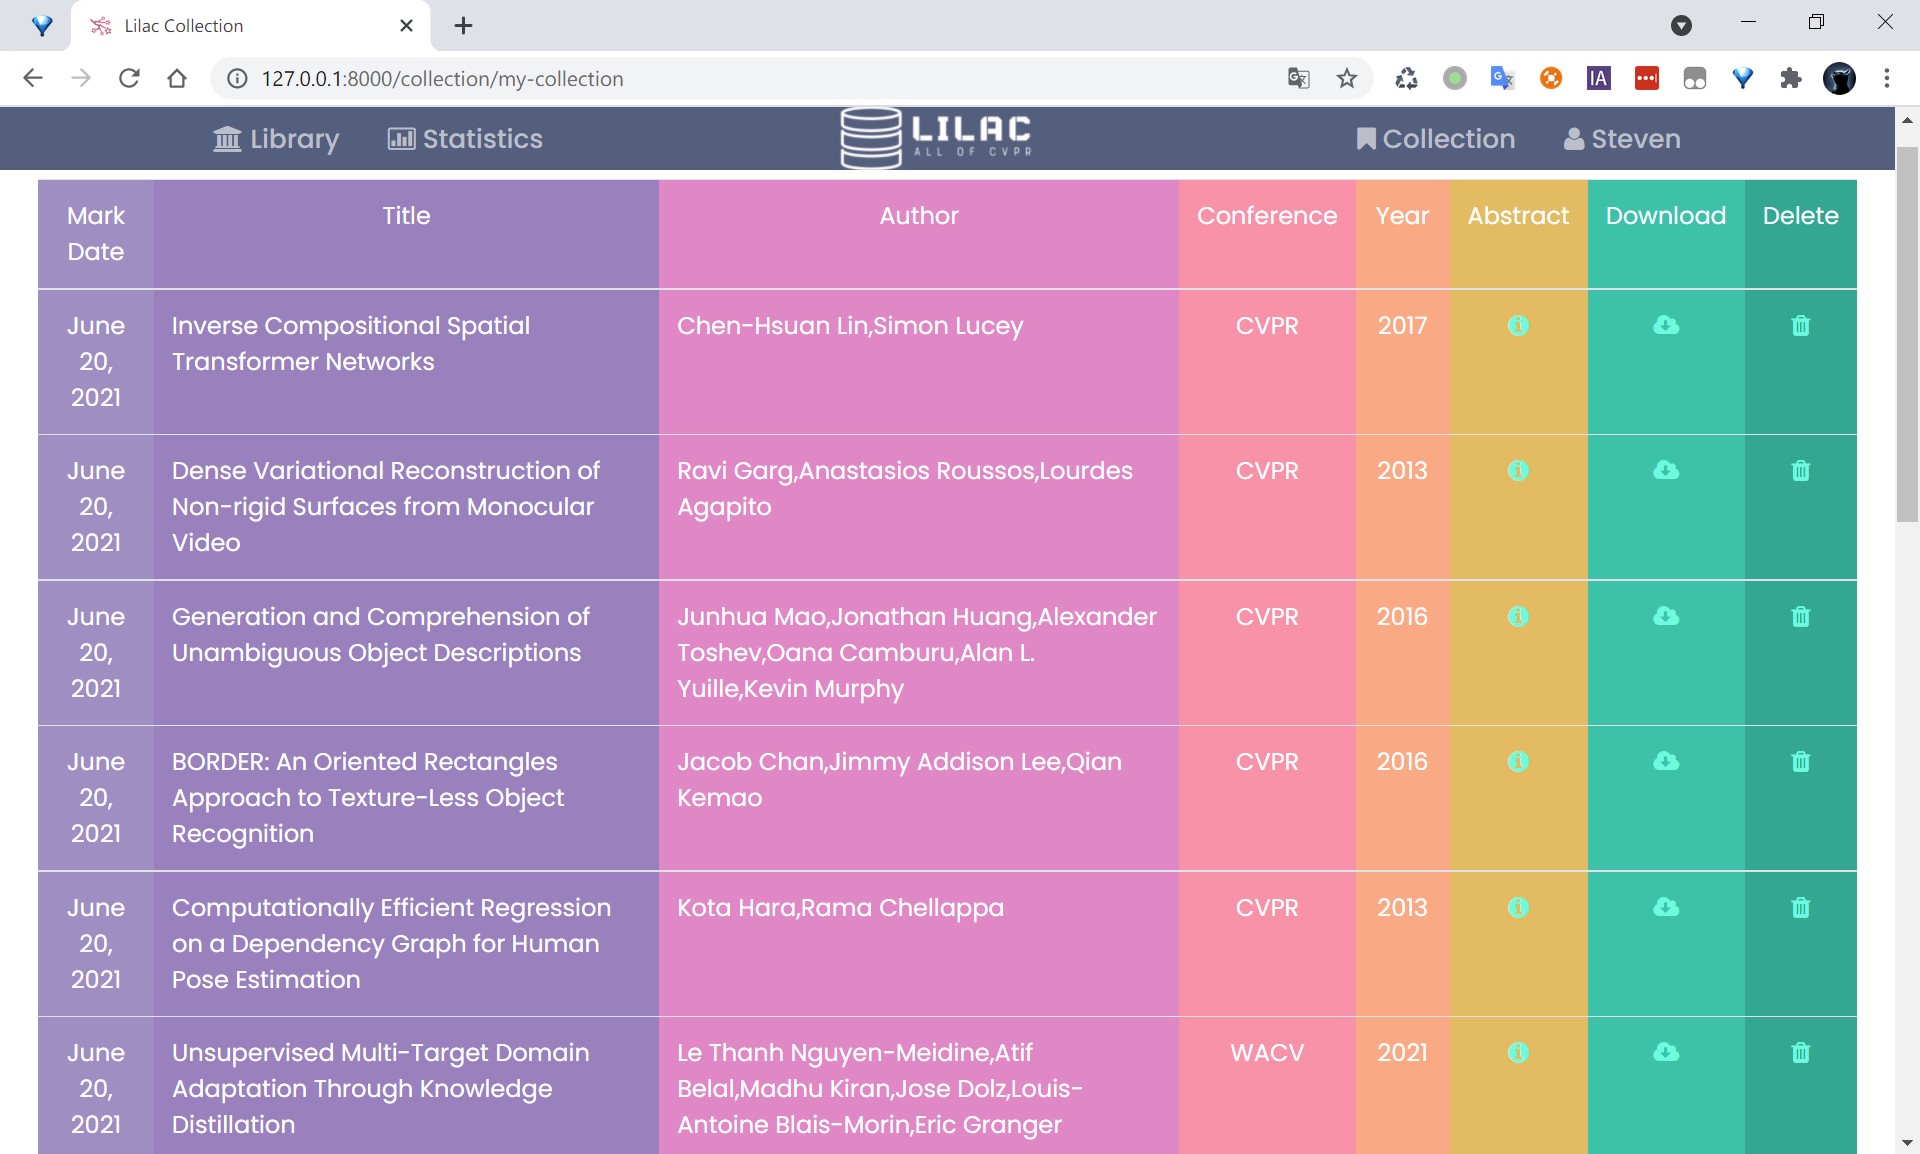 Lilac Collection
127.0.0.1:8000/collection/my-collection
Library Statistics LILAC Collection Steven
ALL OF CVPR
Mark Title Author Conference Year Abstract Download Delete
Date
June Inverse Compositional Spatial Chen-Hsuan Lin,Simon Lucey CVPR 2017
20, Transformer Networks
2021
June Dense Variational Reconstruction of Ravi Garg,Anastasios Roussos,Lourdes CVPR 2013
20, Non-rigid Surfaces from Monocular Agapito
2021 Video
June Generation and Comprehension of Junhua Mao,Jonathan Huang,Alexander CVPR 2016
20, Unambiguous Object Descriptions Toshev,Oana Camburu,Alan L.
2021 Yuille,Kevin Murphy
June BORDER: An Oriented Rectangles Jacob Chan,Jimmy Addison Lee,Qian CVPR 2016
20, Approach to Texture-Less Object Kemao
2021 Recognition
June Computationally Efficient Regression Kota Hara,Rama Chellappa CVPR 2013
20, on a Dependency Graph for Human
2021 Pose Estimation
June Unsupervised Multi-Target Domain Le Thanh Nguyen-Meidine,Atif WACV 2021
20, Adaptation Through Knowledge Belal,Madhu Kiran,Jose Dolz,Louis-
2021 Distillation Antoine Blais-Morin,Eric Granger